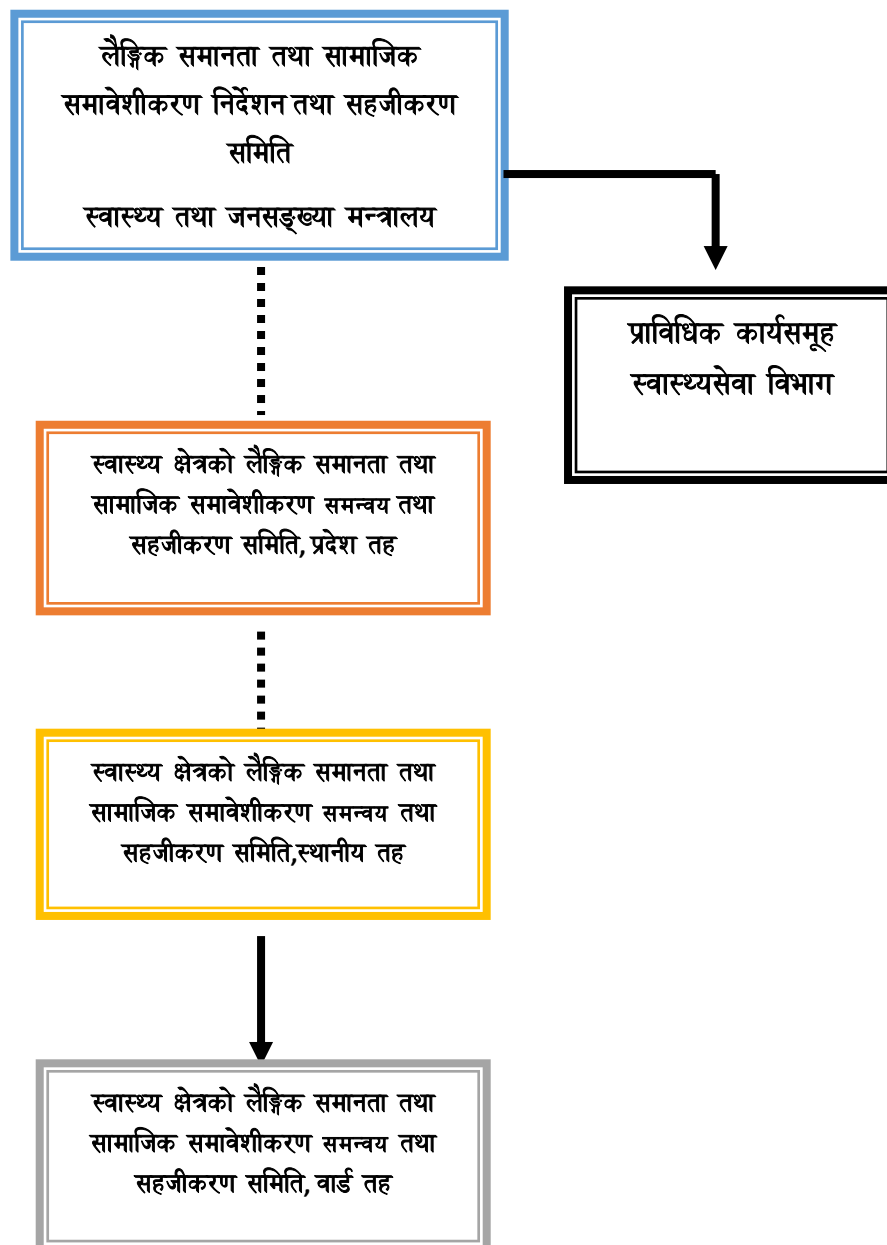 लैङ्गिक समानता तथा सामाजिक
समावेशीकरण निर्देशन तथा सहजीकरण
समिति
स्वास्थ्य तथा जनसङ्ख्या मन्त्रालय
प्राविधिक कार्यसमूह
स्वास्थ्यसेवा विभाग
स्वास्थ्य क्षेत्रको लैङ्गिक समानता तथा
सामाजिक समावेशीकरण समन्वय तथा
सहजीकरण समिति, प्रदेश तह
स्वास्थ्य क्षेत्रको लैङ्गिक समानता तथा
सामाजिक समावेशीकरण समन्वय तथा
सहजीकरण समिति,स्थानीय तह
स्वास्थ्य क्षेत्रको लैङ्गिक समानता तथा
सामाजिक समावेशीकरण समन्वय तथा
सहजीकरण समिति, वार्ड तह